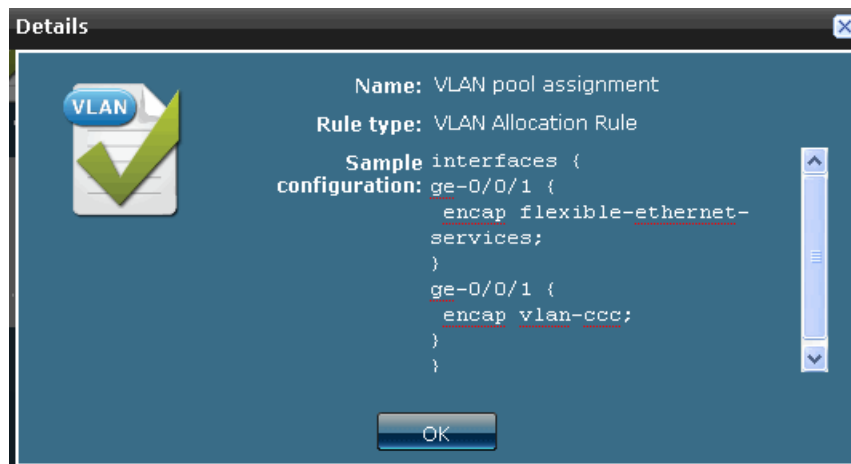 Details
VLAN
Name: VLAN pool assignment
Rule type: VLAN Allocation Rule
Sample configuration:
interfaces {
ge-0/0/1 {
 encap flexible-ethernet-
services;
}
ge-0/0/1 {
 encap vlan-ccc;
}
}
OK